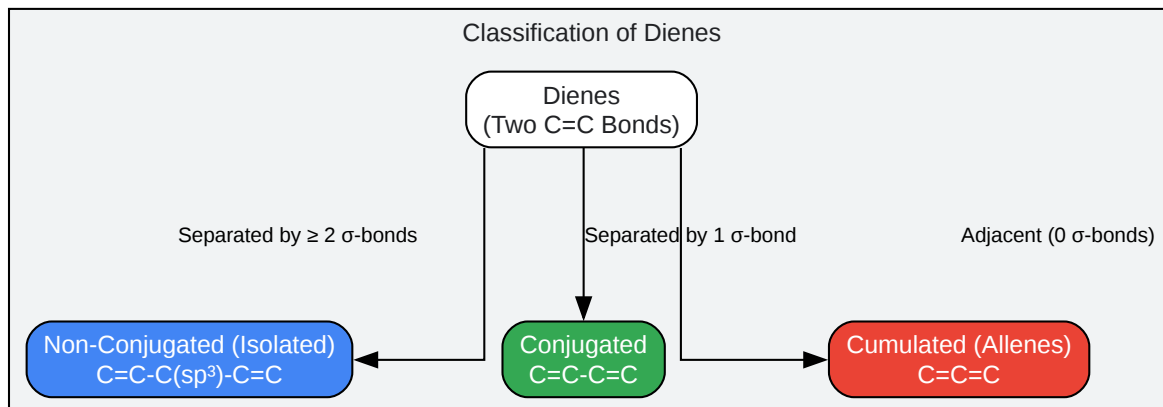 Classification of Dienes
Dienes
(Two C=C Bonds)
Separated by ≥ 2 σ-bonds
Separated by 1 σ-bond
Adjacent (0 σ-bonds)
Non-Conjugated (Isolated)
C=C-C(sp³)-C=C
Conjugated
C=C-C=C
Cumulated (Allenes)
C=C=C